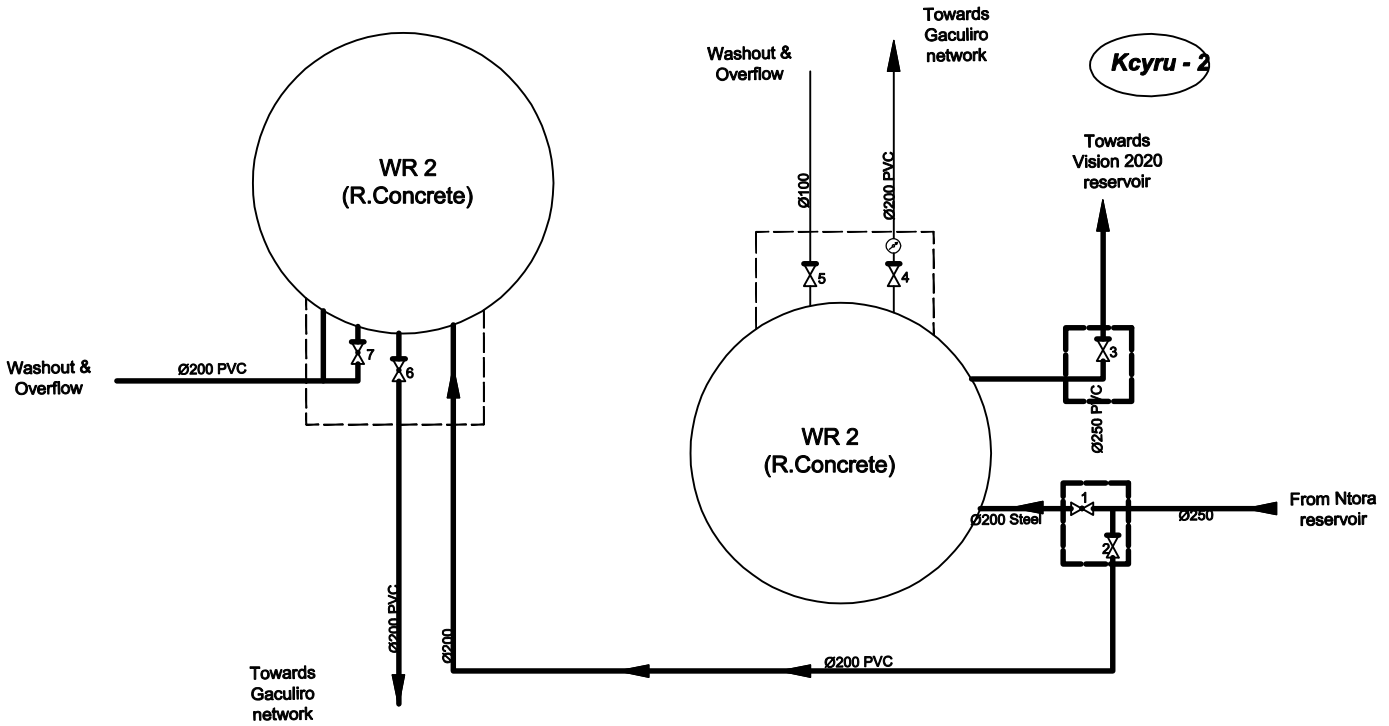 Towards
Gaculiro
network
Washout &
Overflow
Kcyru - 2
Towards
Vision 2020
reservoir
WR 2
(R.Concrete)
Ø100
Ø200 PVC
5
4
7
6
3
Washout &
Overflow
Ø200 PVC
Ø250 PVC
WR 2
(R.Concrete)
1
From Ntora
reservoir
Ø200 Steel
Ø250
2
Ø200 PVC
Ø200
Ø200 PVC
Towards
Gaculiro
network